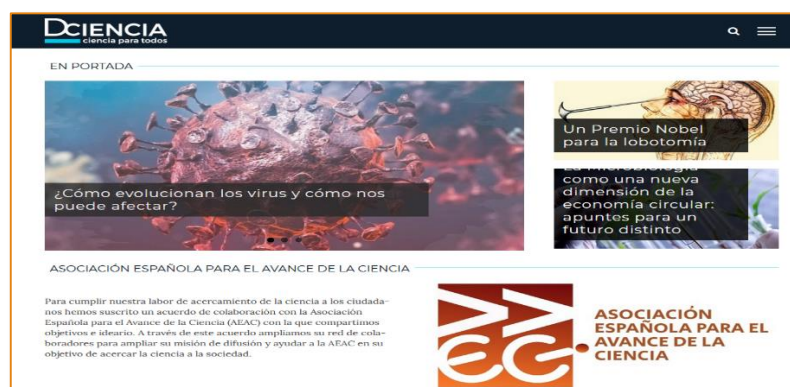 DCIENCIA
ciencia para todos
EN PORTADA
¿Cómo evolucionan los virus y cómo nos
puede afectar?
Un Premio Nobel
para la lobotomía
La Microbiología
como una nueva
dimensión de la
economía circular:
apuntes para un
futuro distinto
ASOCIACIÓN ESPAÑOLA PARA EL AVANCE DE LA CIENCIA
Para cumplir nuestra labor de acercamiento de la ciencia a los ciudada-
nos hemos suscrito un acuerdo de colaboración con la Asociación
Española para el Avance de la Ciencia (AEAC) con la que compartimos
objetivos e ideario. A través de este acuerdo ampliamos su red de cola-
boradores para ampliar su misión de difusión y ayudar a la AEAC en su
objetivo de acercar la ciencia a la sociedad.
ASOCIACIÓN
ESPAÑOLA PARA EL
AVANCE DE LA
CIENCIA